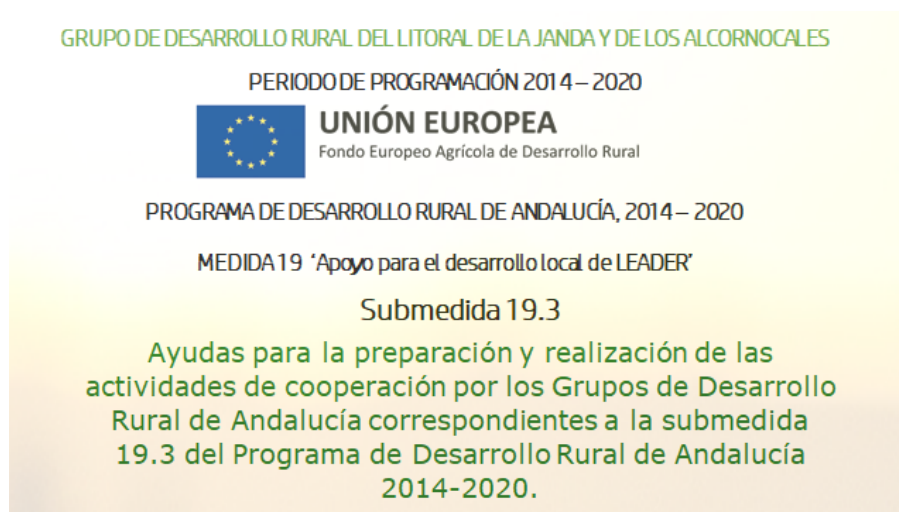 GRUPO DE DESARROLLO RURAL DEL LITORAL DE LA JANDA Y DE LOS ALCORNOCALES
PERIODO DE PROGRAMACIÓN 2014 – 2020
UNIÓN EUROPEA
Fondo Europeo Agrícola de Desarrollo Rural
PROGRAMA DE DESARROLLO RURAL DE ANDALUCÍA, 2014 – 2020
MEDIDA 19 ‘Apoyo para el desarrollo local de LEADER’
Submedida 19.3
Ayudas para la preparación y realización de las
actividades de cooperación por los Grupos de Desarrollo
Rural de Andalucía correspondientes a la submedida
19.3 del Programa de Desarrollo Rural de Andalucía
2014-2020.